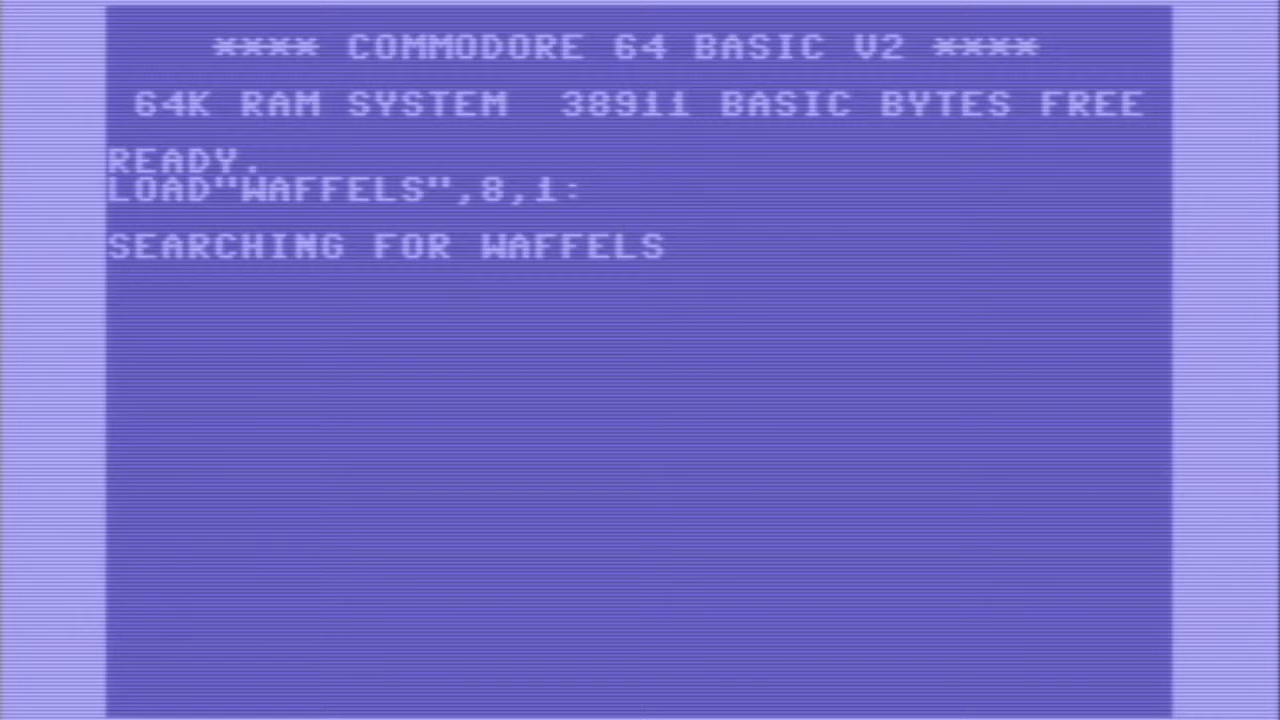 **** COMMODORE 64 BASIC V2 ****
64K RAM SYSTEM  38911 BASIC BYTES FREE
READY.
LOAD"WAFFELS",8,1:
SEARCHING FOR WAFFELS